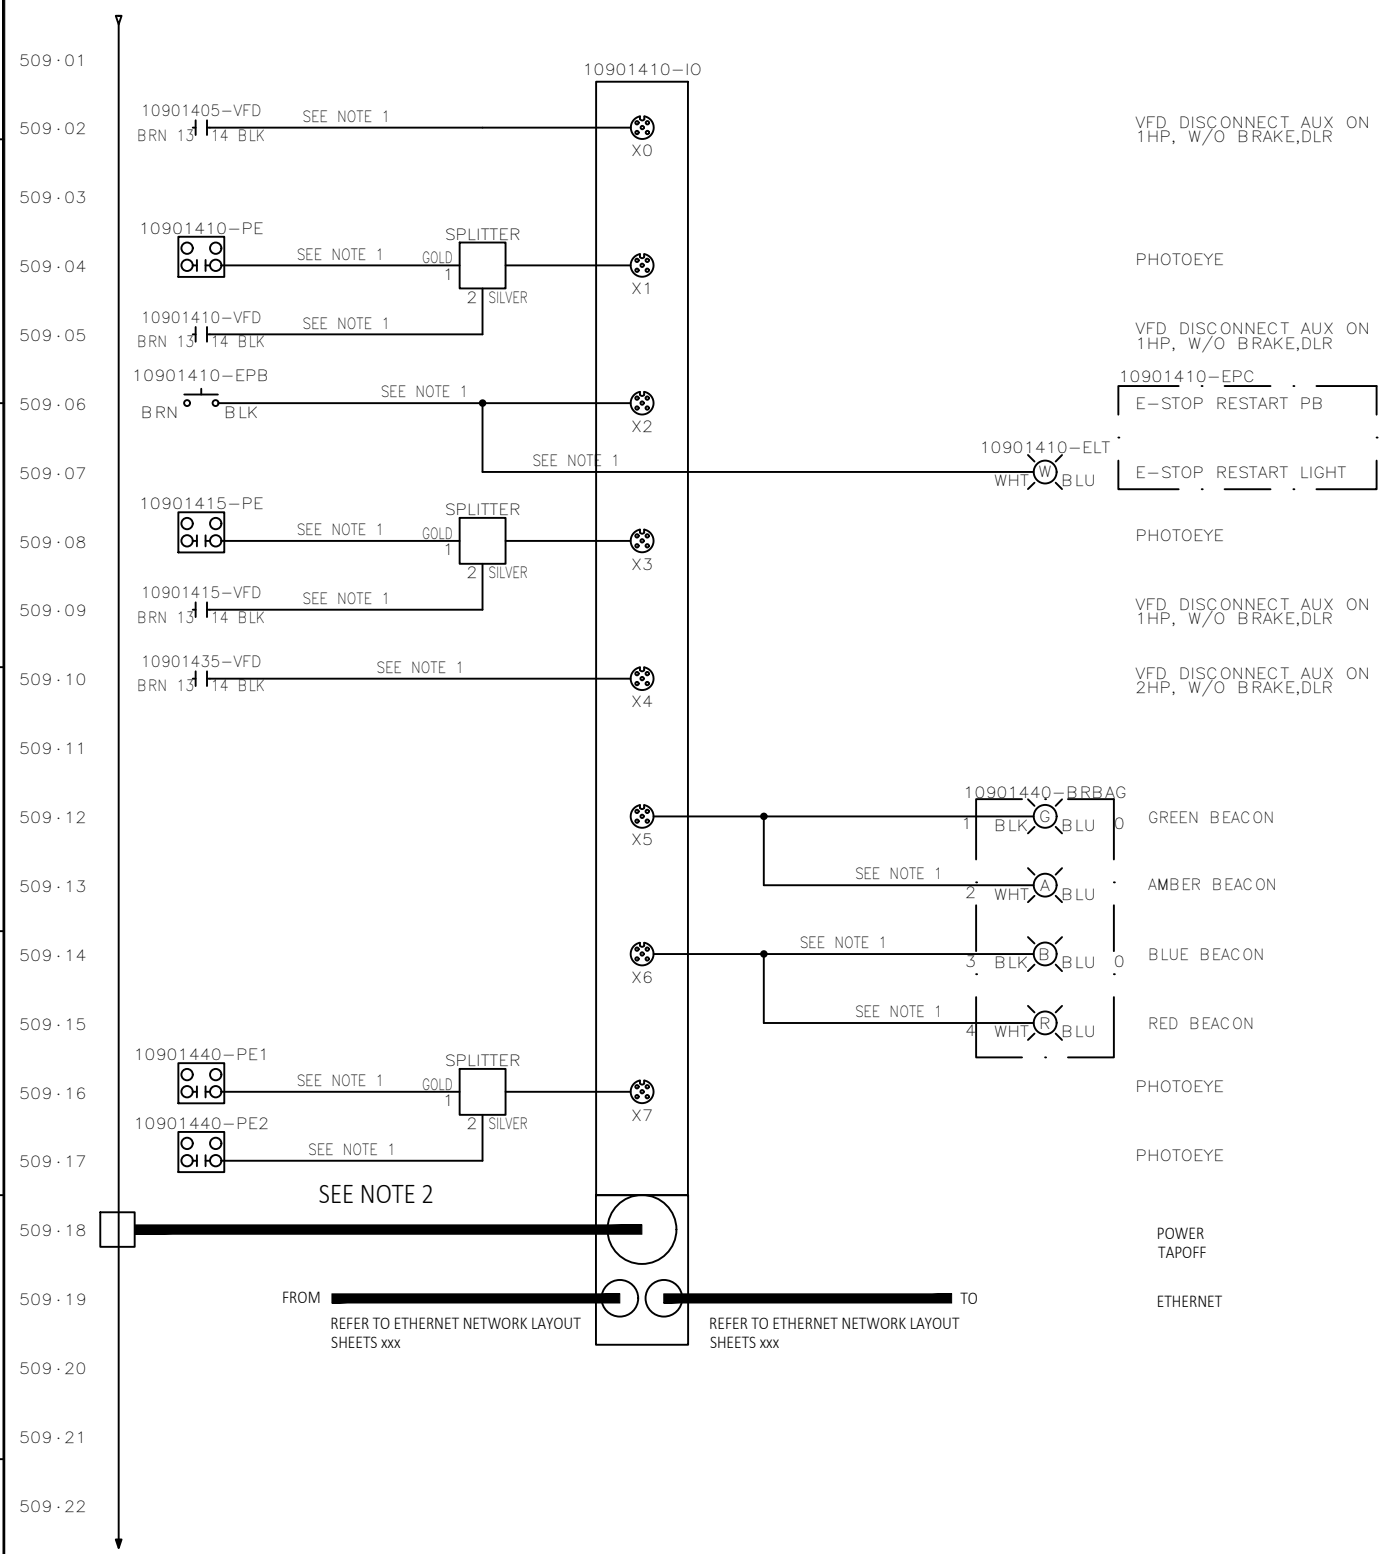 509·01
10901410-IO
509·02
10901405-VFD
BRN 13 14 BLK
SEE NOTE 1
X0
VFD DISCONNECT AUX ON
1HP, W/O BRAKE,DLR
509·03
509·04
10901410-PE
SEE NOTE 1
SPLITTER
GOLD
1
2 SILVER
X1
PHOTOEYE
509·05
10901410-VFD
BRN 13 14 BLK
SEE NOTE 1
VFD DISCONNECT AUX ON
1HP, W/O BRAKE,DLR
509·06
10901410-EPB
BRN BLK
SEE NOTE 1
X2
10901410-EPC
E-STOP RESTART PB
509·07
SEE NOTE 1
10901410-ELT
WHT W BLU
E-STOP RESTART LIGHT
509·08
10901415-PE
SEE NOTE 1
SPLITTER
GOLD
1
2 SILVER
X3
PHOTOEYE
509·09
10901415-VFD
BRN 13 14 BLK
SEE NOTE 1
VFD DISCONNECT AUX ON
1HP, W/O BRAKE,DLR
509·10
10901435-VFD
BRN 13 14 BLK
SEE NOTE 1
X4
VFD DISCONNECT AUX ON
2HP, W/O BRAKE,DLR
509·11
509·12
X5
10901440-BRBAG
1 BLK G BLU 0
GREEN BEACON
509·13
SEE NOTE 1
2 WHT A BLU
AMBER BEACON
509·14
X6
SEE NOTE 1
3 BLK B BLU 0
BLUE BEACON
509·15
SEE NOTE 1
4 WHT R BLU
RED BEACON
509·16
10901440-PE1
SEE NOTE 1
SPLITTER
GOLD
1
2 SILVER
X7
PHOTOEYE
509·17
10901440-PE2
SEE NOTE 1
PHOTOEYE
SEE NOTE 2
509·18
POWER
TAPOFF
509·19
FROM
TO
ETHERNET
REFER TO ETHERNET NETWORK LAYOUT
SHEETS xxx
REFER TO ETHERNET NETWORK LAYOUT
SHEETS xxx
509·20
509·21
509·22